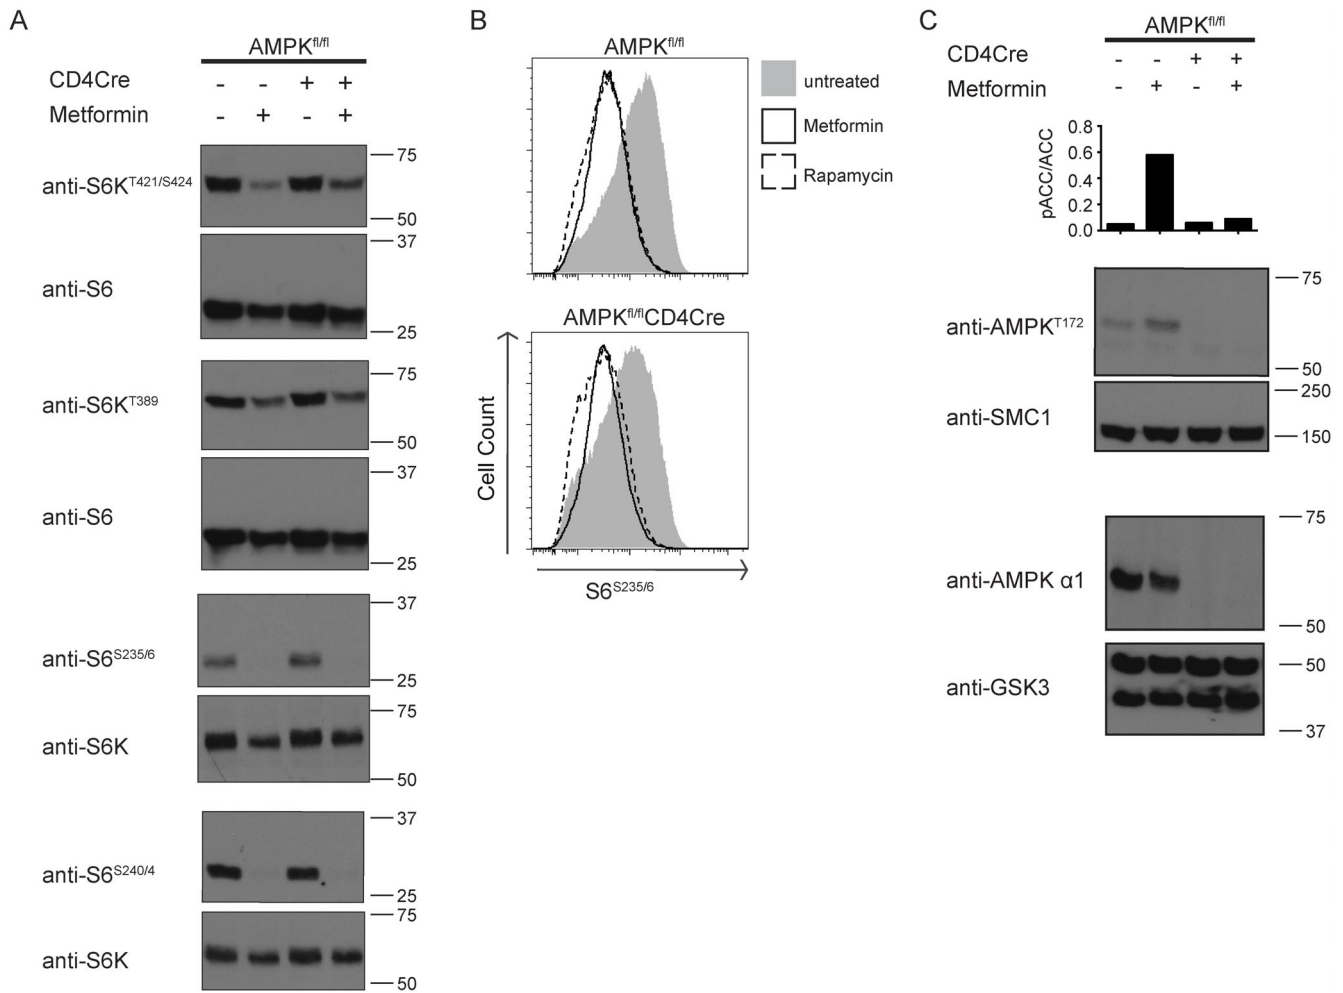 A
AMPKfl/fl
CD4Cre - - + +
Metformin - + - +
anti-S6KT421/S424
75
50
anti-S6
37
25
anti-S6KT389
75
50
anti-S6
37
25
anti-S6S235/6
37
25
anti-S6K
75
50
anti-S6S240/4
37
25
anti-S6K
75
50
B
AMPKfl/fl
untreated
Metformin
Rapamycin
AMPKfl/flCD4Cre
Cell Count
S6S235/6
C
AMPKfl/fl
CD4Cre - - + +
Metformin - + - +
pACC/ACC
0.8
0.6
0.4
0.2
0.0
anti-AMPKT172
75
50
anti-SMC1
250
150
anti-AMPK α1
75
50
anti-GSK3
50
37